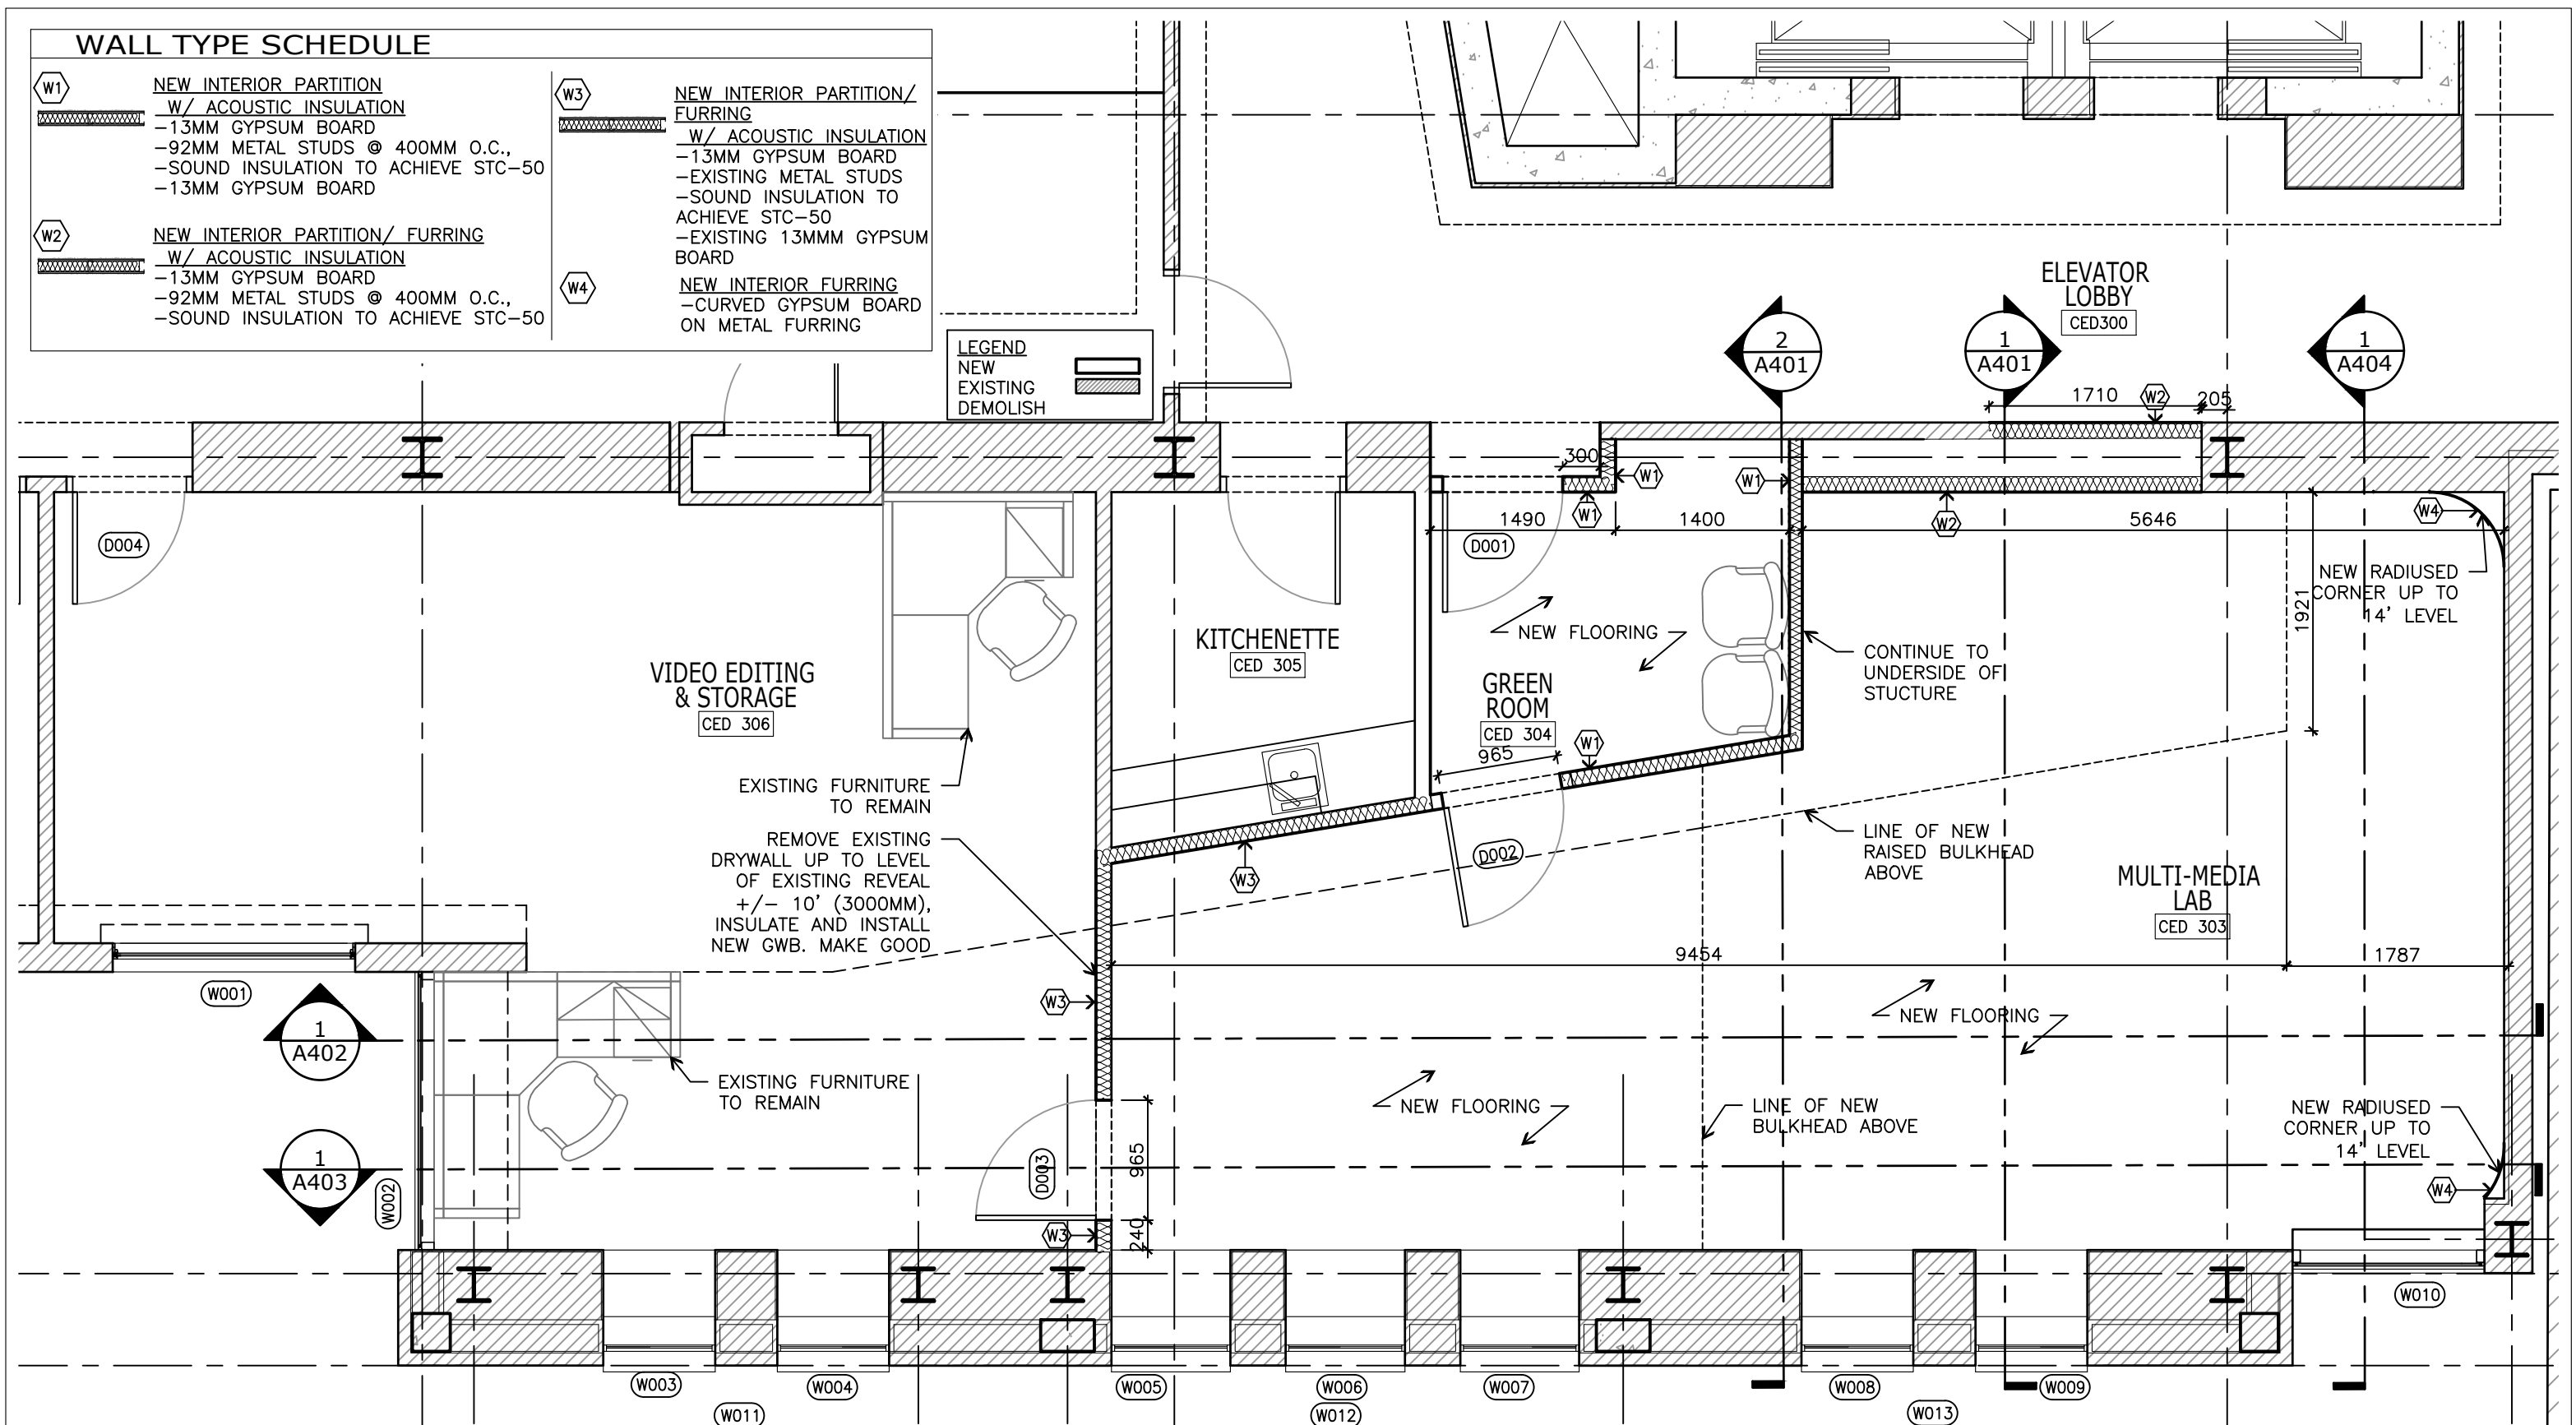 WALL TYPE SCHEDULE
W1
NEW INTERIOR PARTITION
W/ ACOUSTIC INSULATION
-13MM GYPSUM BOARD
-92MM METAL STUDS @ 400MM O.C.,
-SOUND INSULATION TO ACHIEVE STC-50
-13MM GYPSUM BOARD
W2
NEW INTERIOR PARTITION/ FURRING
W/ ACOUSTIC INSULATION
-13MM GYPSUM BOARD
-92MM METAL STUDS @ 400MM O.C.,
-SOUND INSULATION TO ACHIEVE STC-50
W3
NEW INTERIOR PARTITION/
FURRING
W/ ACOUSTIC INSULATION
-13MM GYPSUM BOARD
-EXISTING METAL STUDS
-SOUND INSULATION TO
ACHIEVE STC-50
-EXISTING 13MMM GYPSUM
BOARD
W4
NEW INTERIOR FURRING
-CURVED GYPSUM BOARD
ON METAL FURRING
LEGEND
NEW
EXISTING
DEMOLISH
ELEVATOR
LOBBY
CED300
2
A401
1
A401
1
A404
1710
W2
205
300
W1
W1
W1
W2
W4
1490
1400
5646
D004
D001
NEW RADIUSED
CORNER UP TO
14' LEVEL
1921
NEW FLOORING
KITCHENETTE
CED 305
VIDEO EDITING
& STORAGE
CED 306
GREEN
ROOM
CED 304
CONTINUE TO
UNDERSIDE OF
STUCTURE
965
W1
EXISTING FURNITURE
TO REMAIN
REMOVE EXISTING
DRYWALL UP TO LEVEL
OF EXISTING REVEAL
+/- 10' (3000MM),
INSULATE AND INSTALL
NEW GWB. MAKE GOOD
D002
W3
LINE OF NEW
RAISED BULKHEAD
ABOVE
MULTI-MEDIA
LAB
CED 303
9454
1787
W001
W3
1
A402
NEW FLOORING
EXISTING FURNITURE
TO REMAIN
NEW FLOORING
LINE OF NEW
BULKHEAD ABOVE
NEW RADIUSED
CORNER UP TO
14' LEVEL
1
A403
W002
D003
965
W4
W3
240
W010
W003
W004
W005
W006
W007
W008
W009
W011
W012
W013